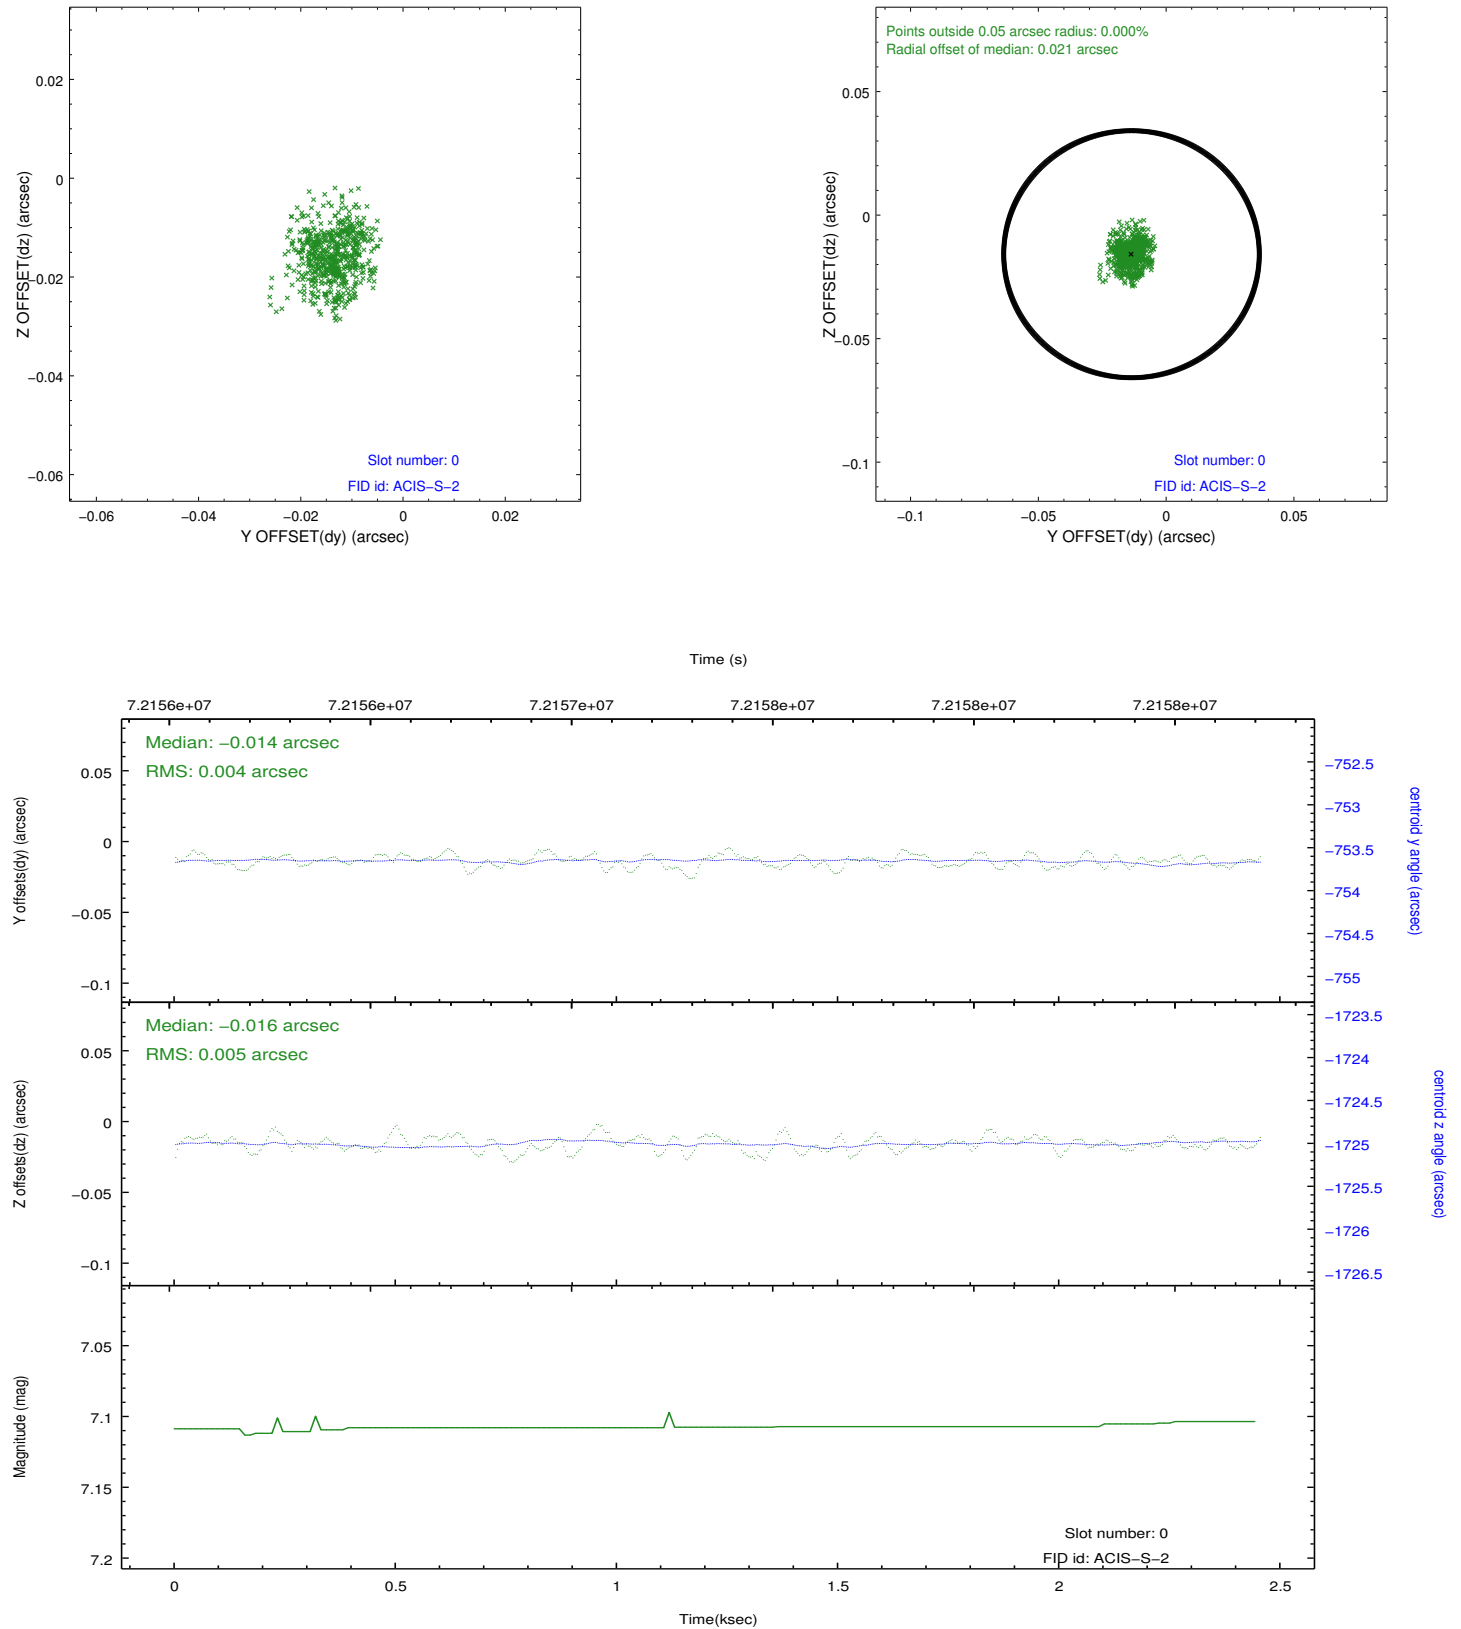 0.02
0
−0.02
−0.04
−0.06
Z OFFSET(dz) (arcsec)
Slot number: 0
FID id: ACIS−S−2
−0.06 −0.04 −0.02 0 0.02
Y OFFSET(dy) (arcsec)
Points outside 0.05 arcsec radius: 0.000%
Radial offset of median: 0.021 arcsec
0.05
0
−0.05
−0.1
Z OFFSET(dz) (arcsec)
Slot number: 0
FID id: ACIS−S−2
−0.1 −0.05 0 0.05
Y OFFSET(dy) (arcsec)
Time (s)
7.2156e+07 7.2156e+07 7.2157e+07 7.2158e+07 7.2158e+07 7.2158e+07
Median: −0.014 arcsec
RMS: 0.004 arcsec
0.05
0
−0.05
−0.1
Y offsets(dy) (arcsec)
−752.5
−753
−753.5
−754
−754.5
−755
centroid y angle (arcsec)
Median: −0.016 arcsec
RMS: 0.005 arcsec
0.05
0
−0.05
−0.1
Z offsets(dz) (arcsec)
−1723.5
−1724
−1724.5
−1725
−1725.5
−1726
−1726.5
centroid z angle (arcsec)
7.05
7.1
7.15
7.2
Magnitude (mag)
Slot number: 0
FID id: ACIS−S−2
0 0.5 1 1.5 2 2.5
Time(ksec)